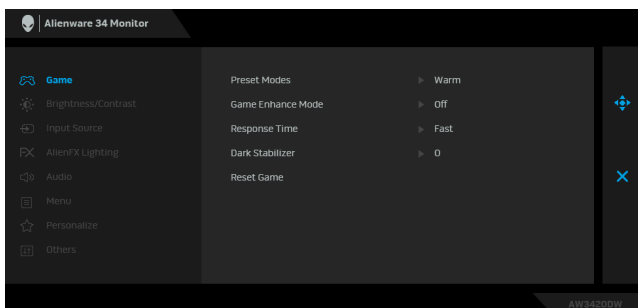 Alienware 34 Monitor
Game
Preset Modes Warm
Brightness/Contrast
Game Enhance Mode Off
Input Source
Response Time Fast
AlienFX Lighting
Dark Stabilizer 0
Audio
Reset Game
Menu
Personalize
Others
AW3420DW